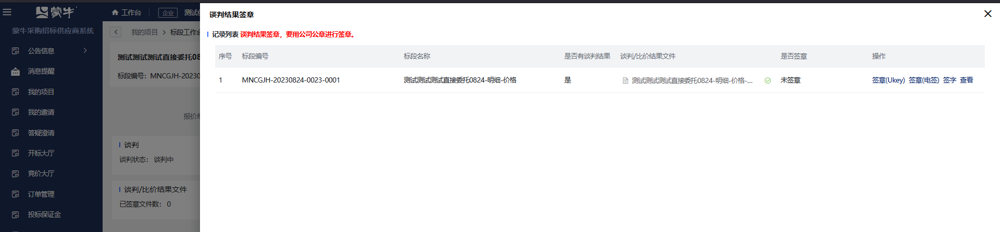 蒙牛
蒙牛采购招标供应商系统
公告信息
消息提醒
我的项目
我的邀请
答疑澄清
开标大厅
竞价大厅
订单管理
投标保证金
工作台
企业
测试
我的项目 > 标段工作台
测试测试测试直接委托08
标段编号：MNCGJH-20230
报价单
谈判
谈判状态： 谈判中
谈判/比价结果文件
已签章文件数： 0
谈判结果签章
记录列表 谈判结果签章，要用公司公章进行签章。
序号 标段编号 标段名称 是否有谈判结果 谈判/比价结果文件 是否签章 操作
1 MNCGJH-20230824-0023-0001 测试测试测试直接委托0824-明细-价格 是 测试测试测试直接委托0824-明细-价格-... 未签章 签章(Ukey) 签章(电签) 签字 查看